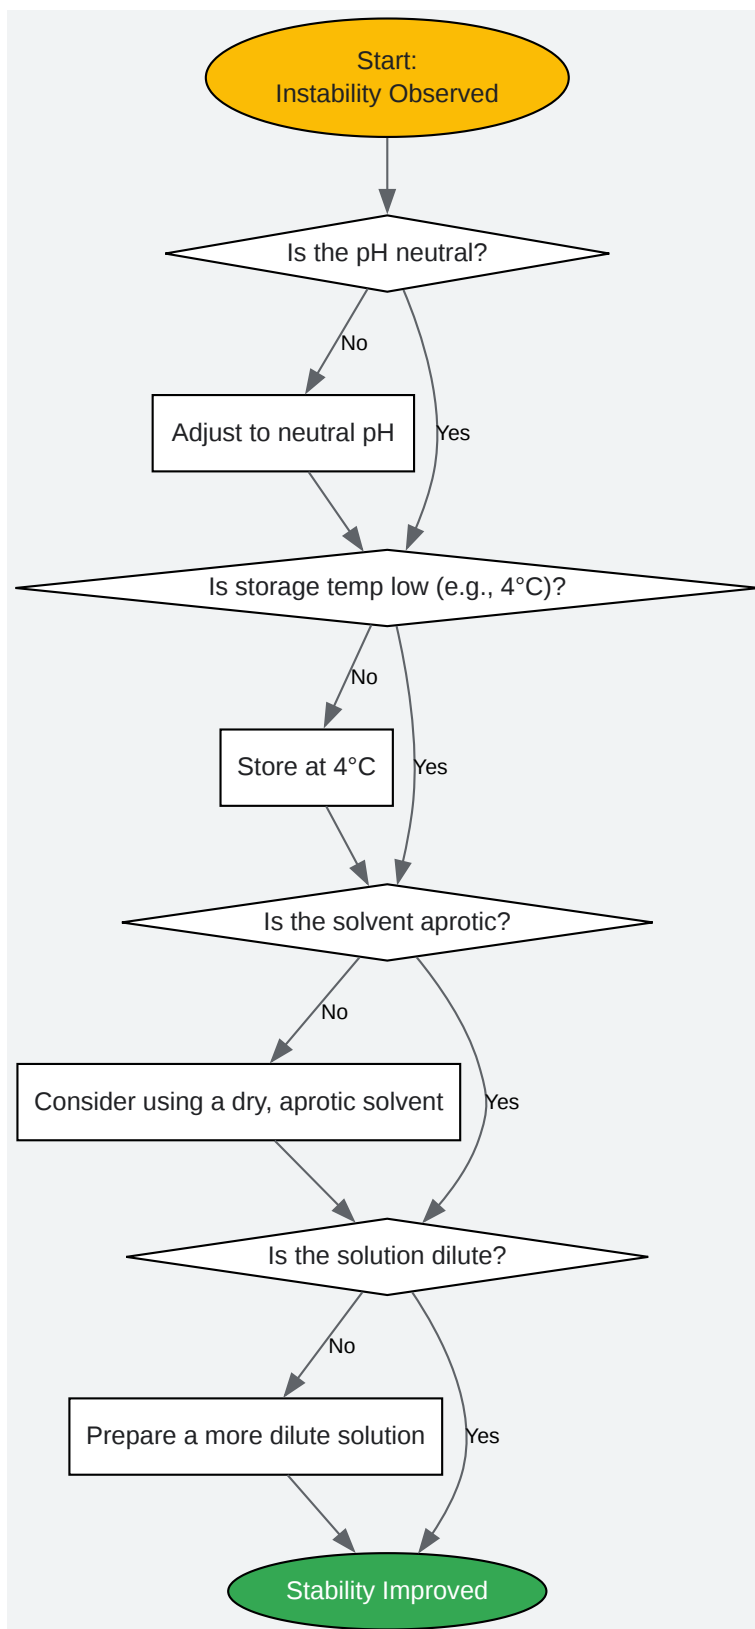 Start:
Instability Observed
Is the pH neutral?
No
Adjust to neutral pH
Yes
Is storage temp low (e.g., 4°C)?
No
Store at 4°C
Yes
Is the solvent aprotic?
No
Consider using a dry, aprotic solvent
Yes
Is the solution dilute?
No
Prepare a more dilute solution
Yes
Stability Improved